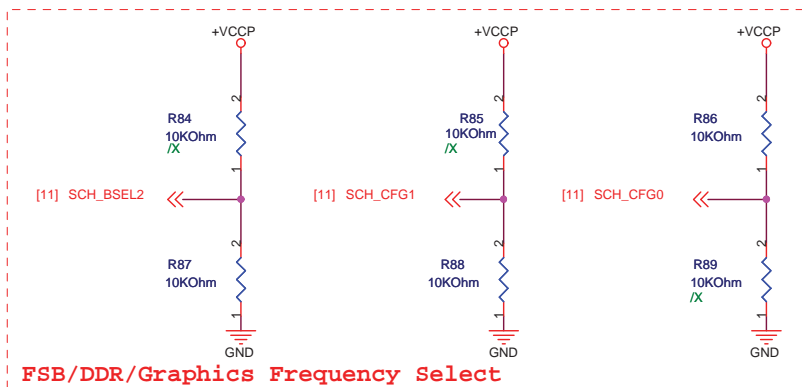 +VCCP
+VCCP
+VCCP
2
2
2
R84
10KOhm
/X
R85
10KOhm
/X
R86
10KOhm
1
1
1
[11] SCH_BSEL2
[11] SCH_CFG1
[11] SCH_CFG0
2
2
2
R87
10KOhm
R88
10KOhm
R89
10KOhm
/X
1
1
1
GND
GND
GND
FSB/DDR/Graphics Frequency Select